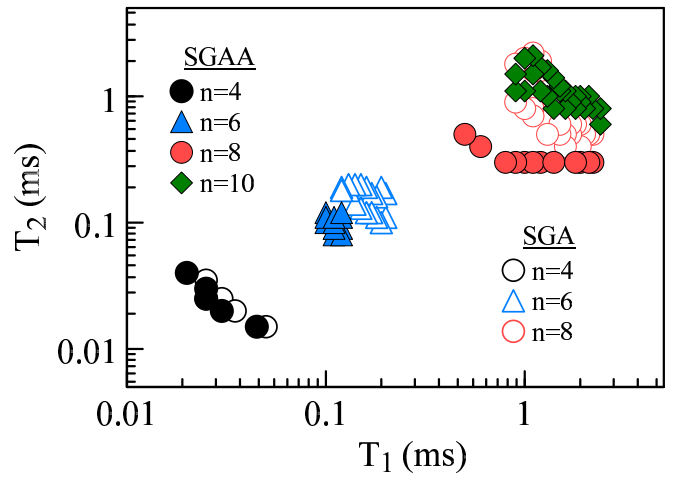 SGAA
n=4
n=6
n=8
n=10
SGA
n=4
n=6
n=8
1
0.1
0.01
T2 (ms)
0.01 0.1 1
T1 (ms)